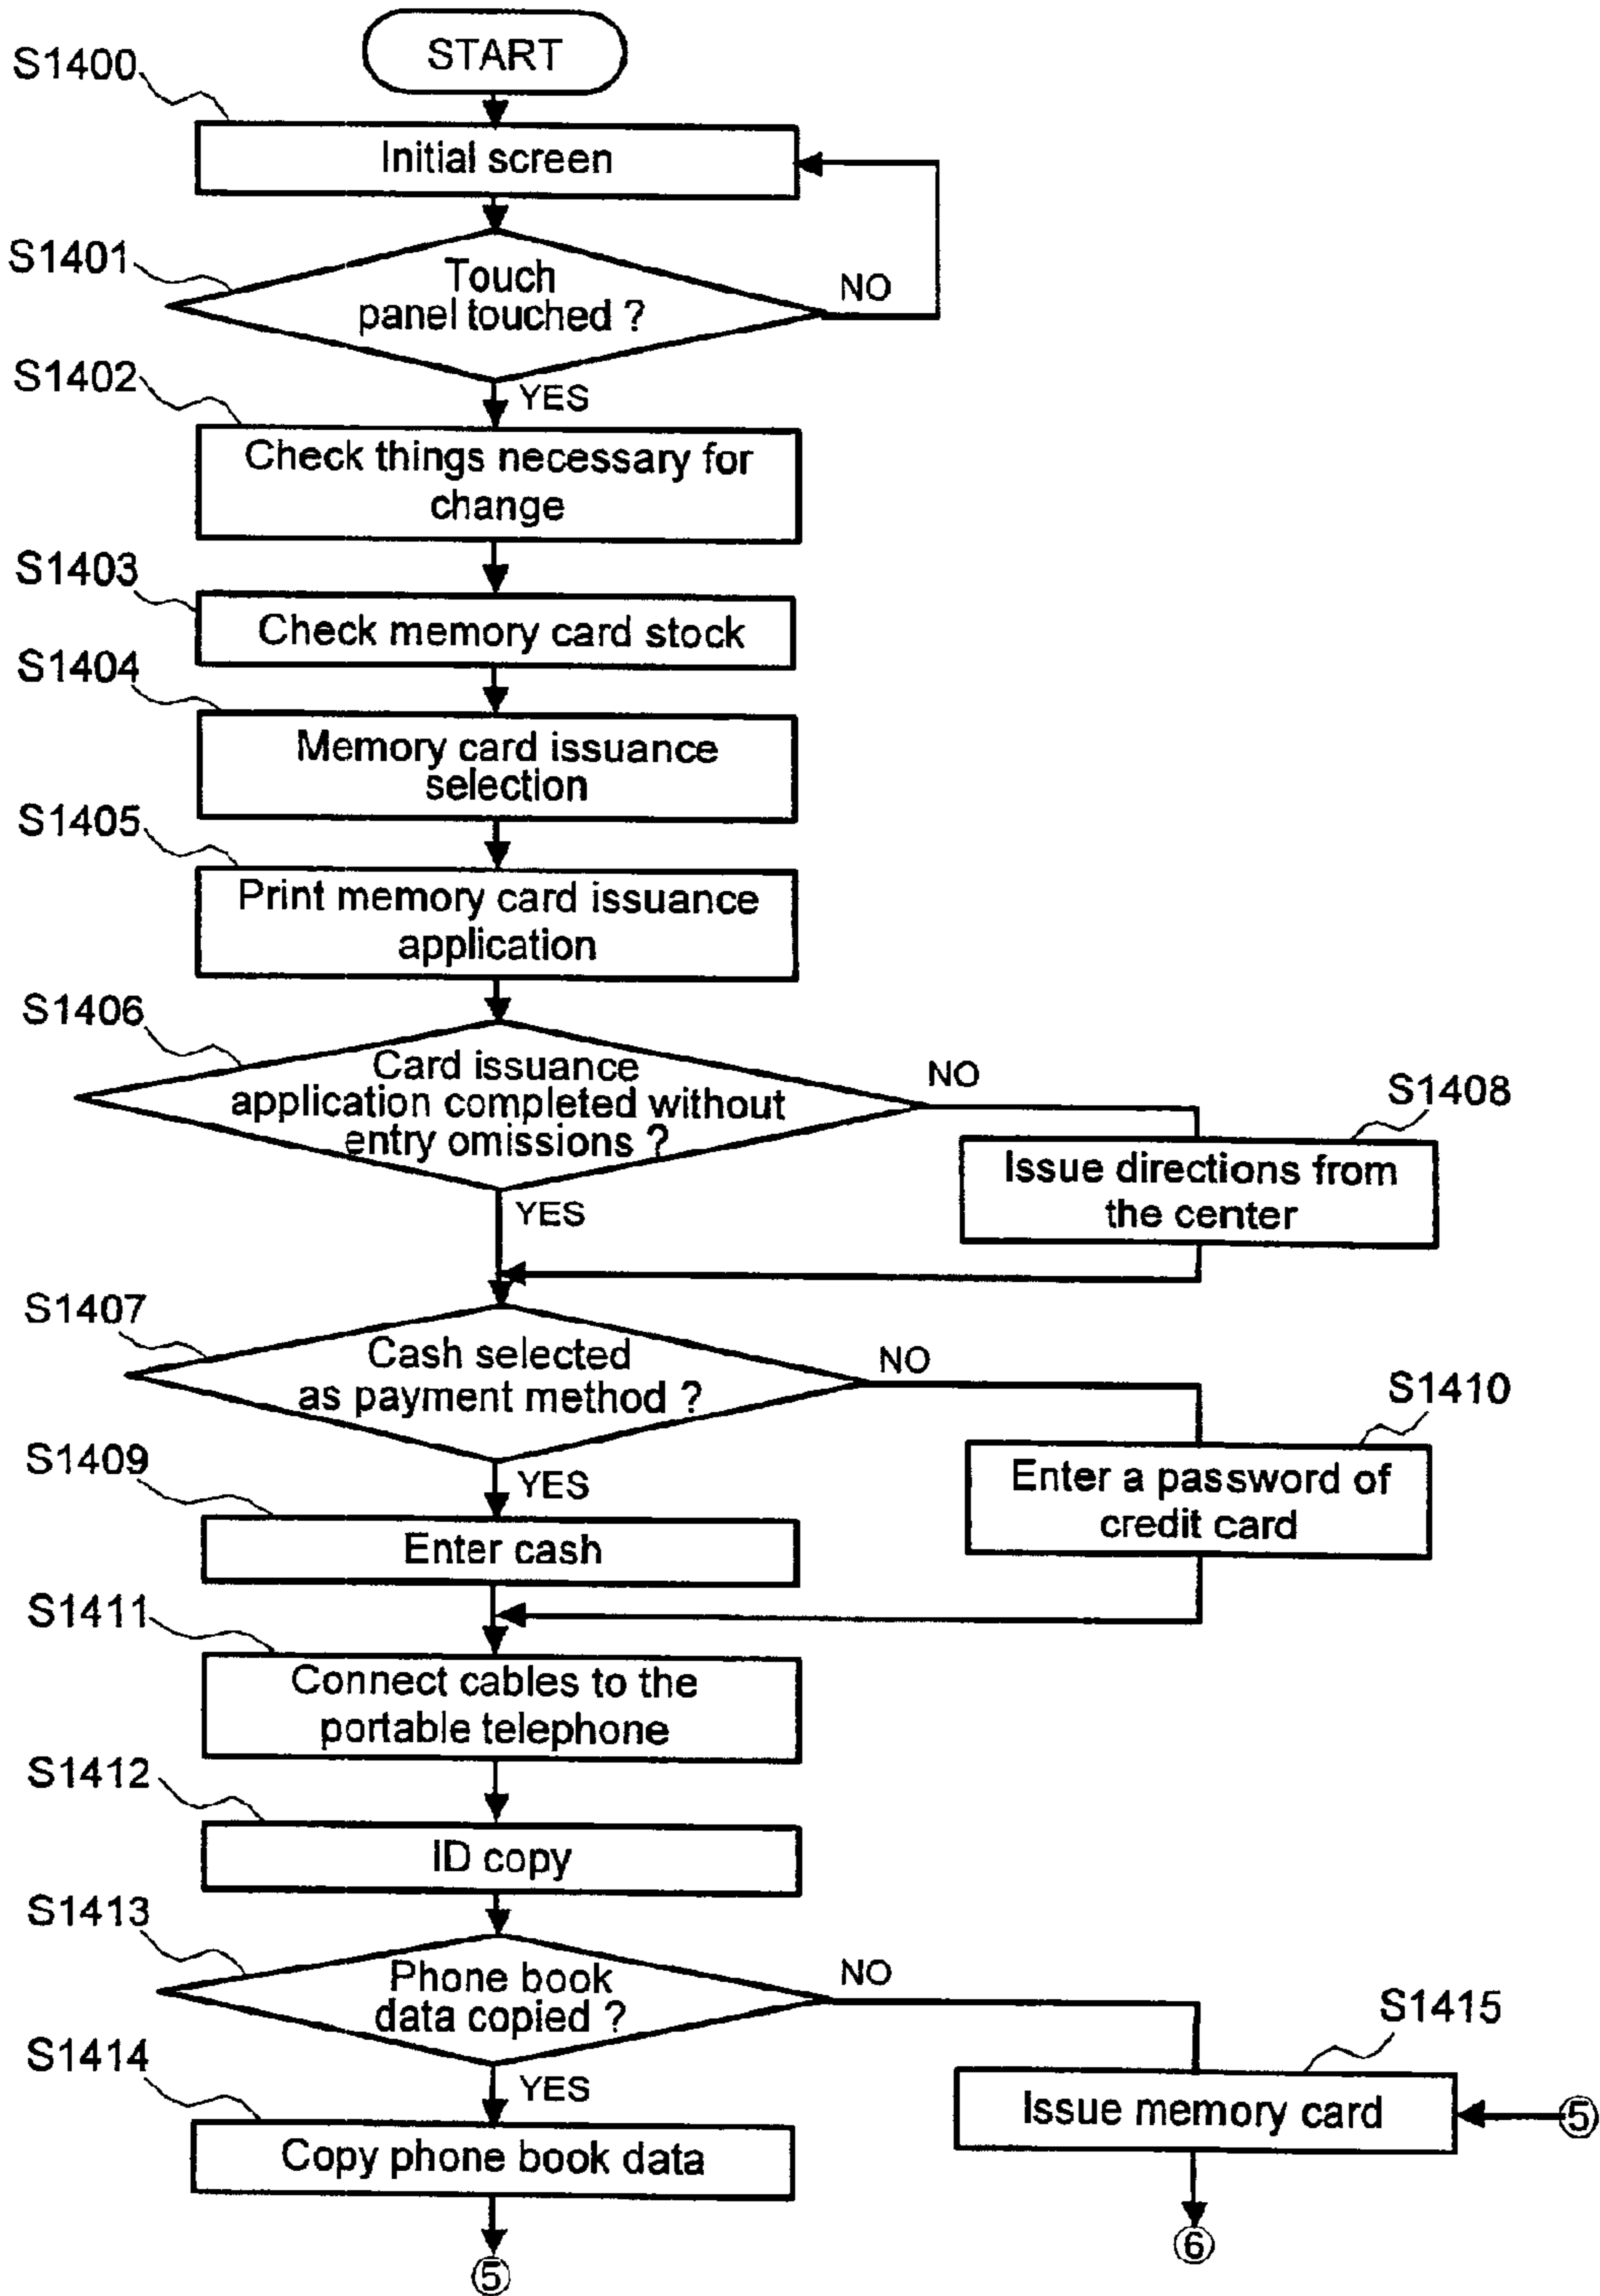 START
S1400
Initial screen
S1401
Touch
panel touched ?
NO
S1402
YES
Check things necessary for
change
S1403
Check memory card stock
S1404
Memory card issuance
selection
S1405
Print memory card issuance
application
S1406
Card issuance
application completed without
entry omissions ?
NO
S1408
Issue directions from
the center
YES
S1407
Cash selected
as payment method ?
NO
S1410
Enter a password of
credit card
S1409
YES
Enter cash
S1411
Connect cables to the
portable telephone
S1412
ID copy
S1413
Phone book
data copied ?
NO
S1415
Issue memory card
⑤
S1414
YES
Copy phone book data
⑥
⑤